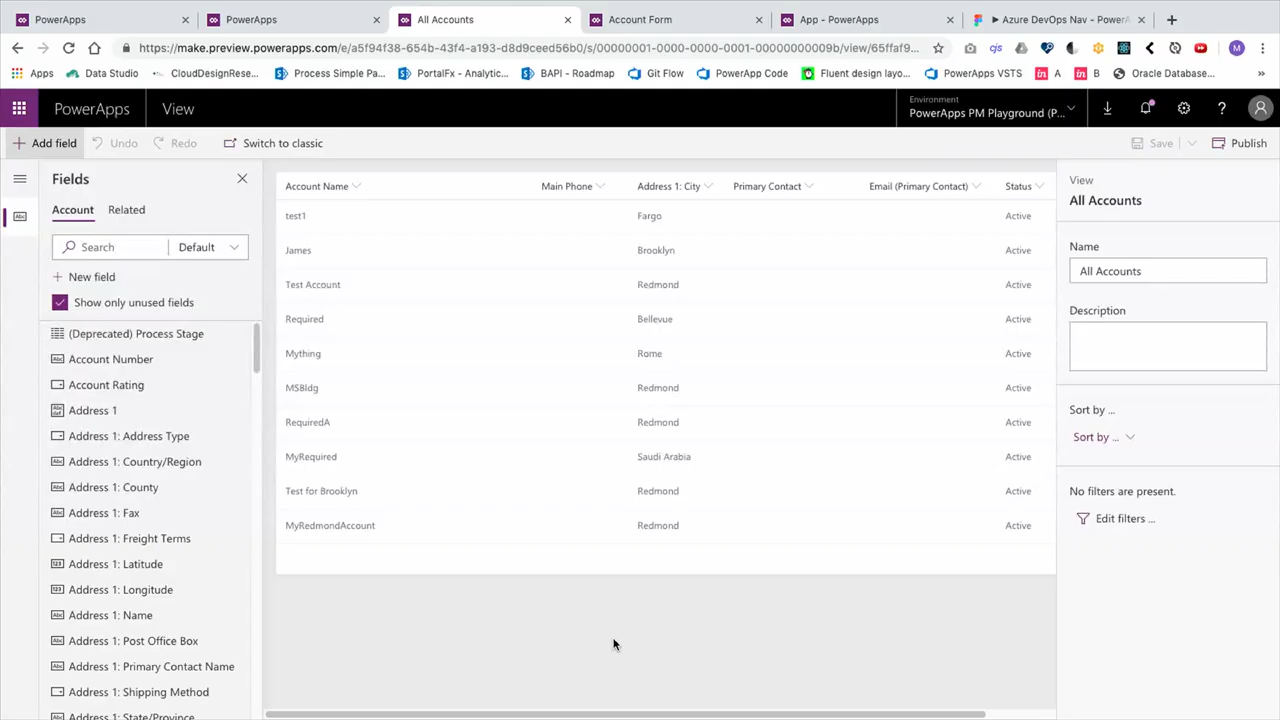 PowerApps
PowerApps
All Accounts
Account Form
App - PowerApps
▶ Azure DevOps Nav - PowerA
https://make.preview.powerapps.com/e/a5f94f38-654b-43f4-a193-d8d9ceed56b0/s/00000001-0000-0000-0001-00000000009b/view/65ffaf9...
Apps
Data Studio
CloudDesignRese...
Process Simple Pa...
PortalFx - Analytic...
BAPI - Roadmap
Git Flow
PowerApp Code
Fluent design layo...
PowerApps VSTS
A
B
Oracle Database...
»
PowerApps
View
Environment
PowerApps PM Playground (P...
Add field
Undo
Redo
Switch to classic
Save
Publish
Fields
Account
Related
Search
Default
New field
Show only unused fields
(Deprecated) Process Stage
Account Number
Account Rating
Address 1
Address 1: Address Type
Address 1: Country/Region
Address 1: County
Address 1: Fax
Address 1: Freight Terms
Address 1: Latitude
Address 1: Longitude
Address 1: Name
Address 1: Post Office Box
Address 1: Primary Contact Name
Address 1: Shipping Method
Address 1: State/Province
Account Name Main Phone Address 1: City Primary Contact Email (Primary Contact) Status
test1 Fargo Active
James Brooklyn Active
Test Account Redmond Active
Required Bellevue Active
Mything Rome Active
MSBldg Redmond Active
RequiredA Redmond Active
MyRequired Saudi Arabia Active
Test for Brooklyn Redmond Active
MyRedmondAccount Redmond Active
View
All Accounts
Name
All Accounts
Description
Sort by ...
Sort by ...
No filters are present.
Edit filters ...